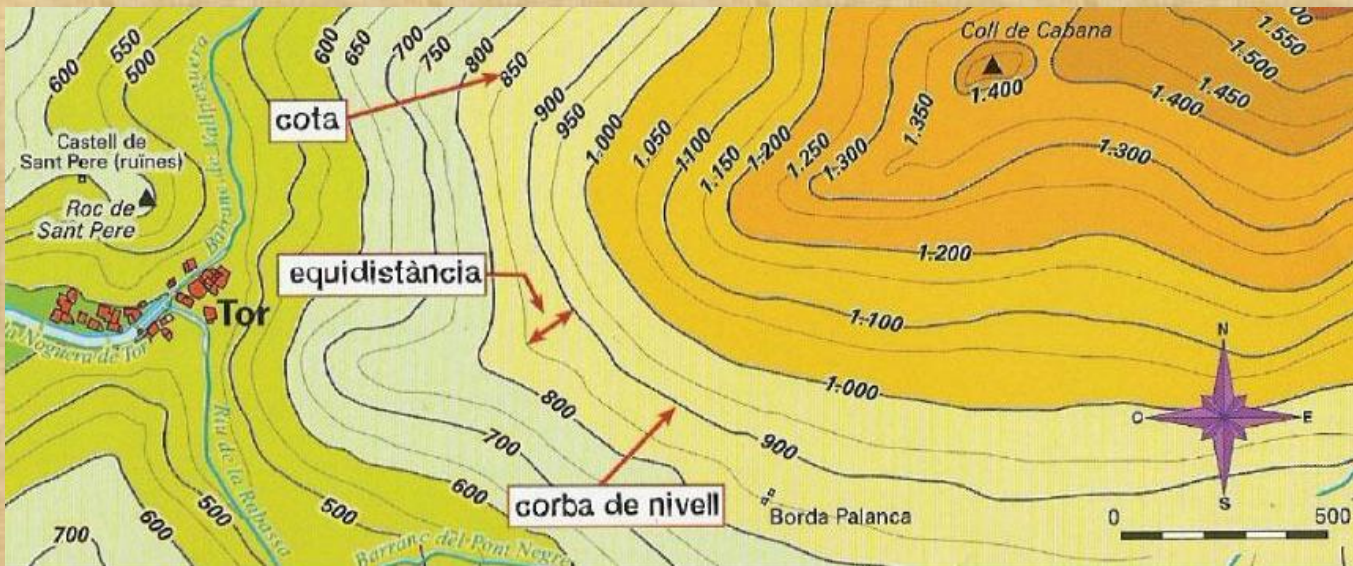 600
550
500
Barranc de Vallpeguera
600
650
700
750
800
850
900
950
1.000
1.050
1.100
1.150
1.200
1.250
1.300
1.350
Coll de Cabana
1.400
1.550
1.500
1.450
1.400
1.300
cota
Castell de
Sant Pere (ruïnes)
Roc de
Sant Pere
1.200
equidistància
Tor
Noguera de Tor
1.100
1.000
N
O
E
S
800
900
700
600
corba de nivell
Borda Palanca
0
500
500
500
600
700
Riu de la Rabassa
Barranc del Pont Negre